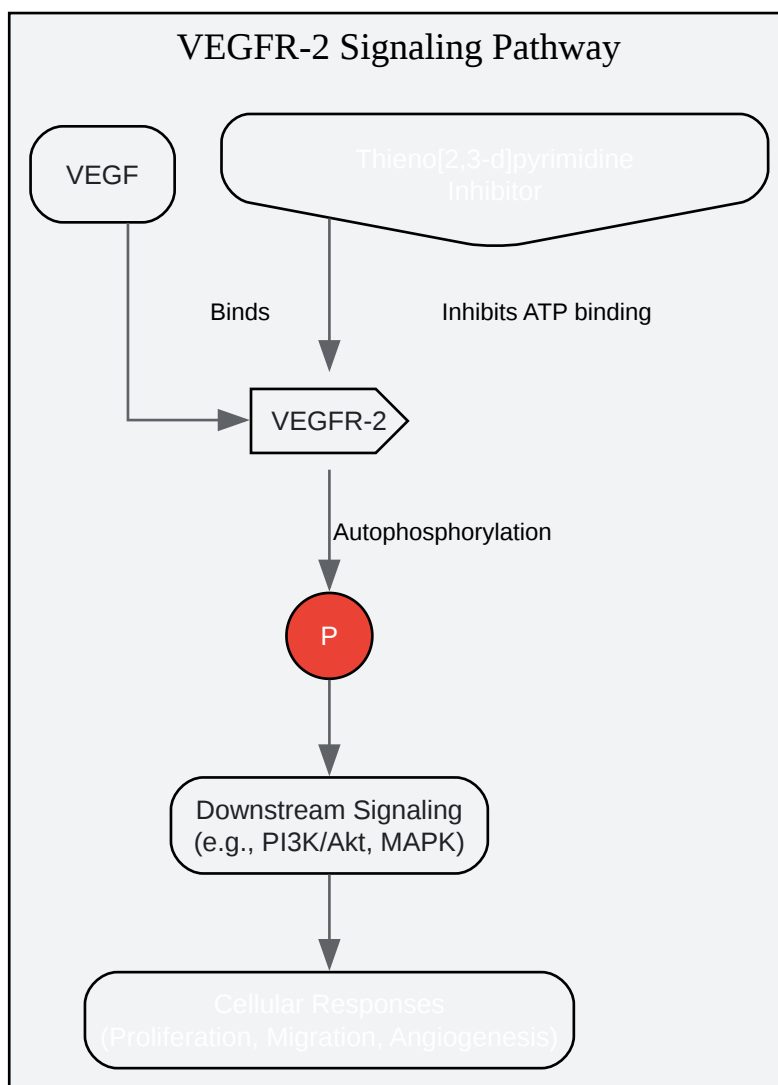 VEGFR-2 Signaling Pathway
VEGF
Thieno[2,3-d]pyrimidine
Inhibitor
Binds
Inhibits ATP binding
VEGFR-2
Autophosphorylation
P
Downstream Signaling
(e.g., PI3K/Akt, MAPK)
Cellular Responses
(Proliferation, Migration, Angiogenesis)